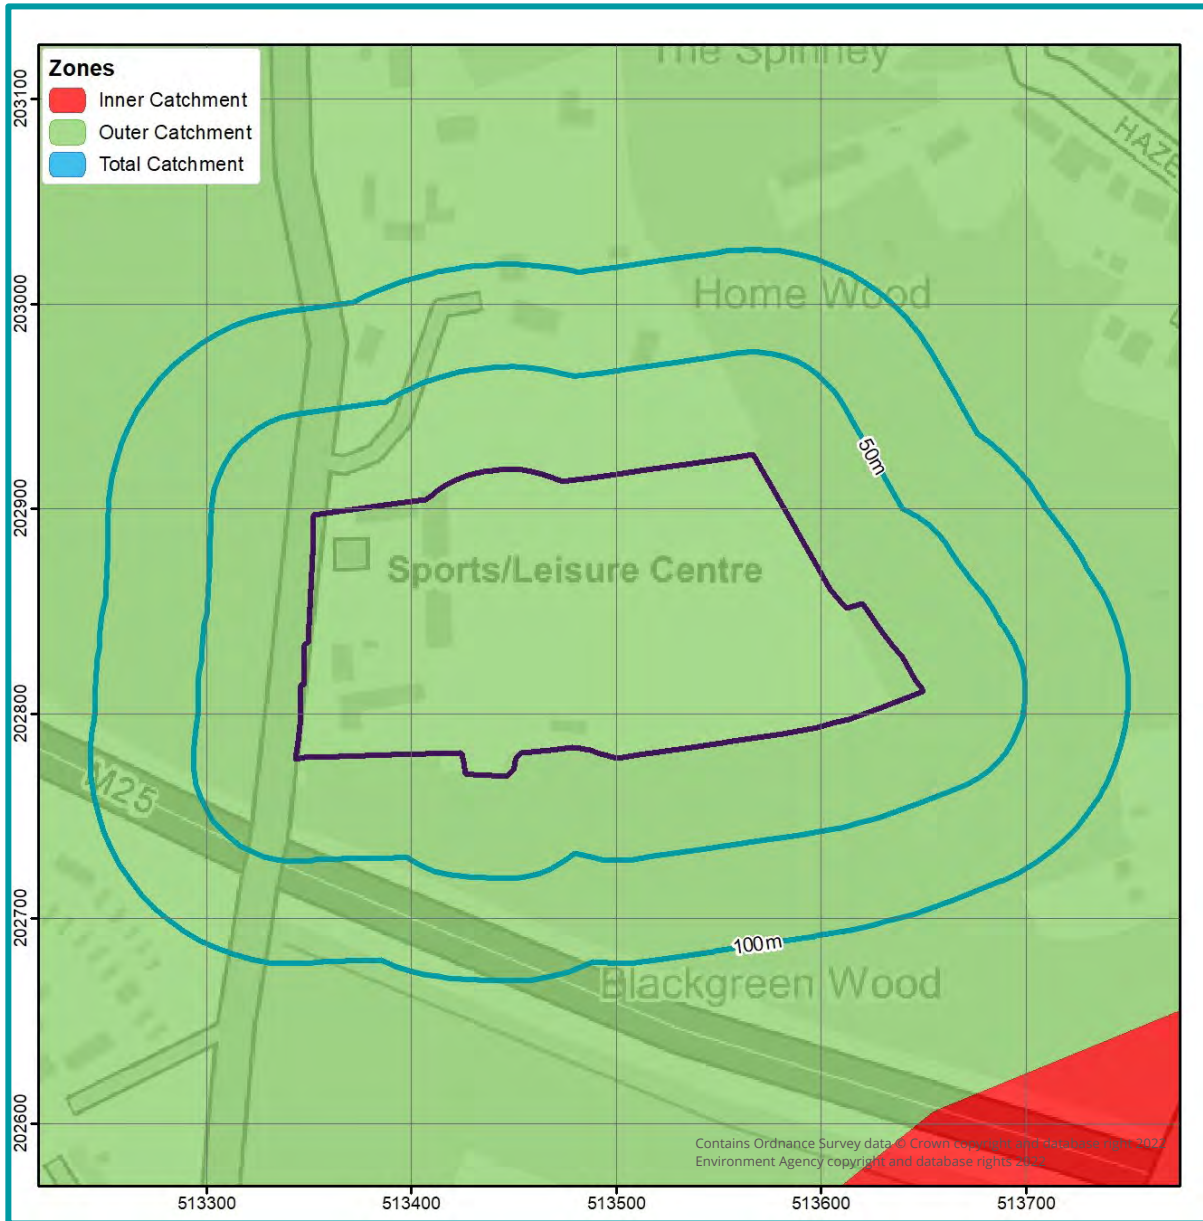 The Spinney
Zones
Inner Catchment
Outer Catchment
Total Catchment
HAZE
Home Wood
50m
Sports/Leisure Centre
M25
100m
Blackgreen Wood
Contains Ordnance Survey data © Crown copyright and database right 2022
Environment Agency copyright and database rights 2022
203100
203000
202900
202800
202700
202600
513300
513400
513500
513600
513700